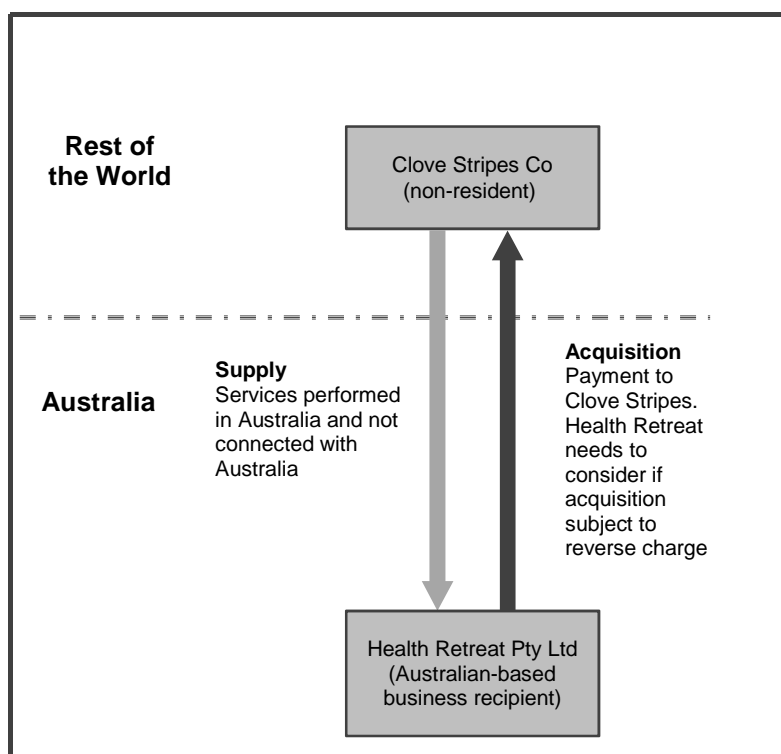 Rest of
the World
Clove Stripes Co
(non-resident)
Australia
Supply
Services performed
in Australia and not
connected with
Australia
Acquisition
Payment to
Clove Stripes.
Health Retreat
needs to
consider if
acquisition
subject to
reverse charge
Health Retreat Pty Ltd
(Australian-based
business recipient)